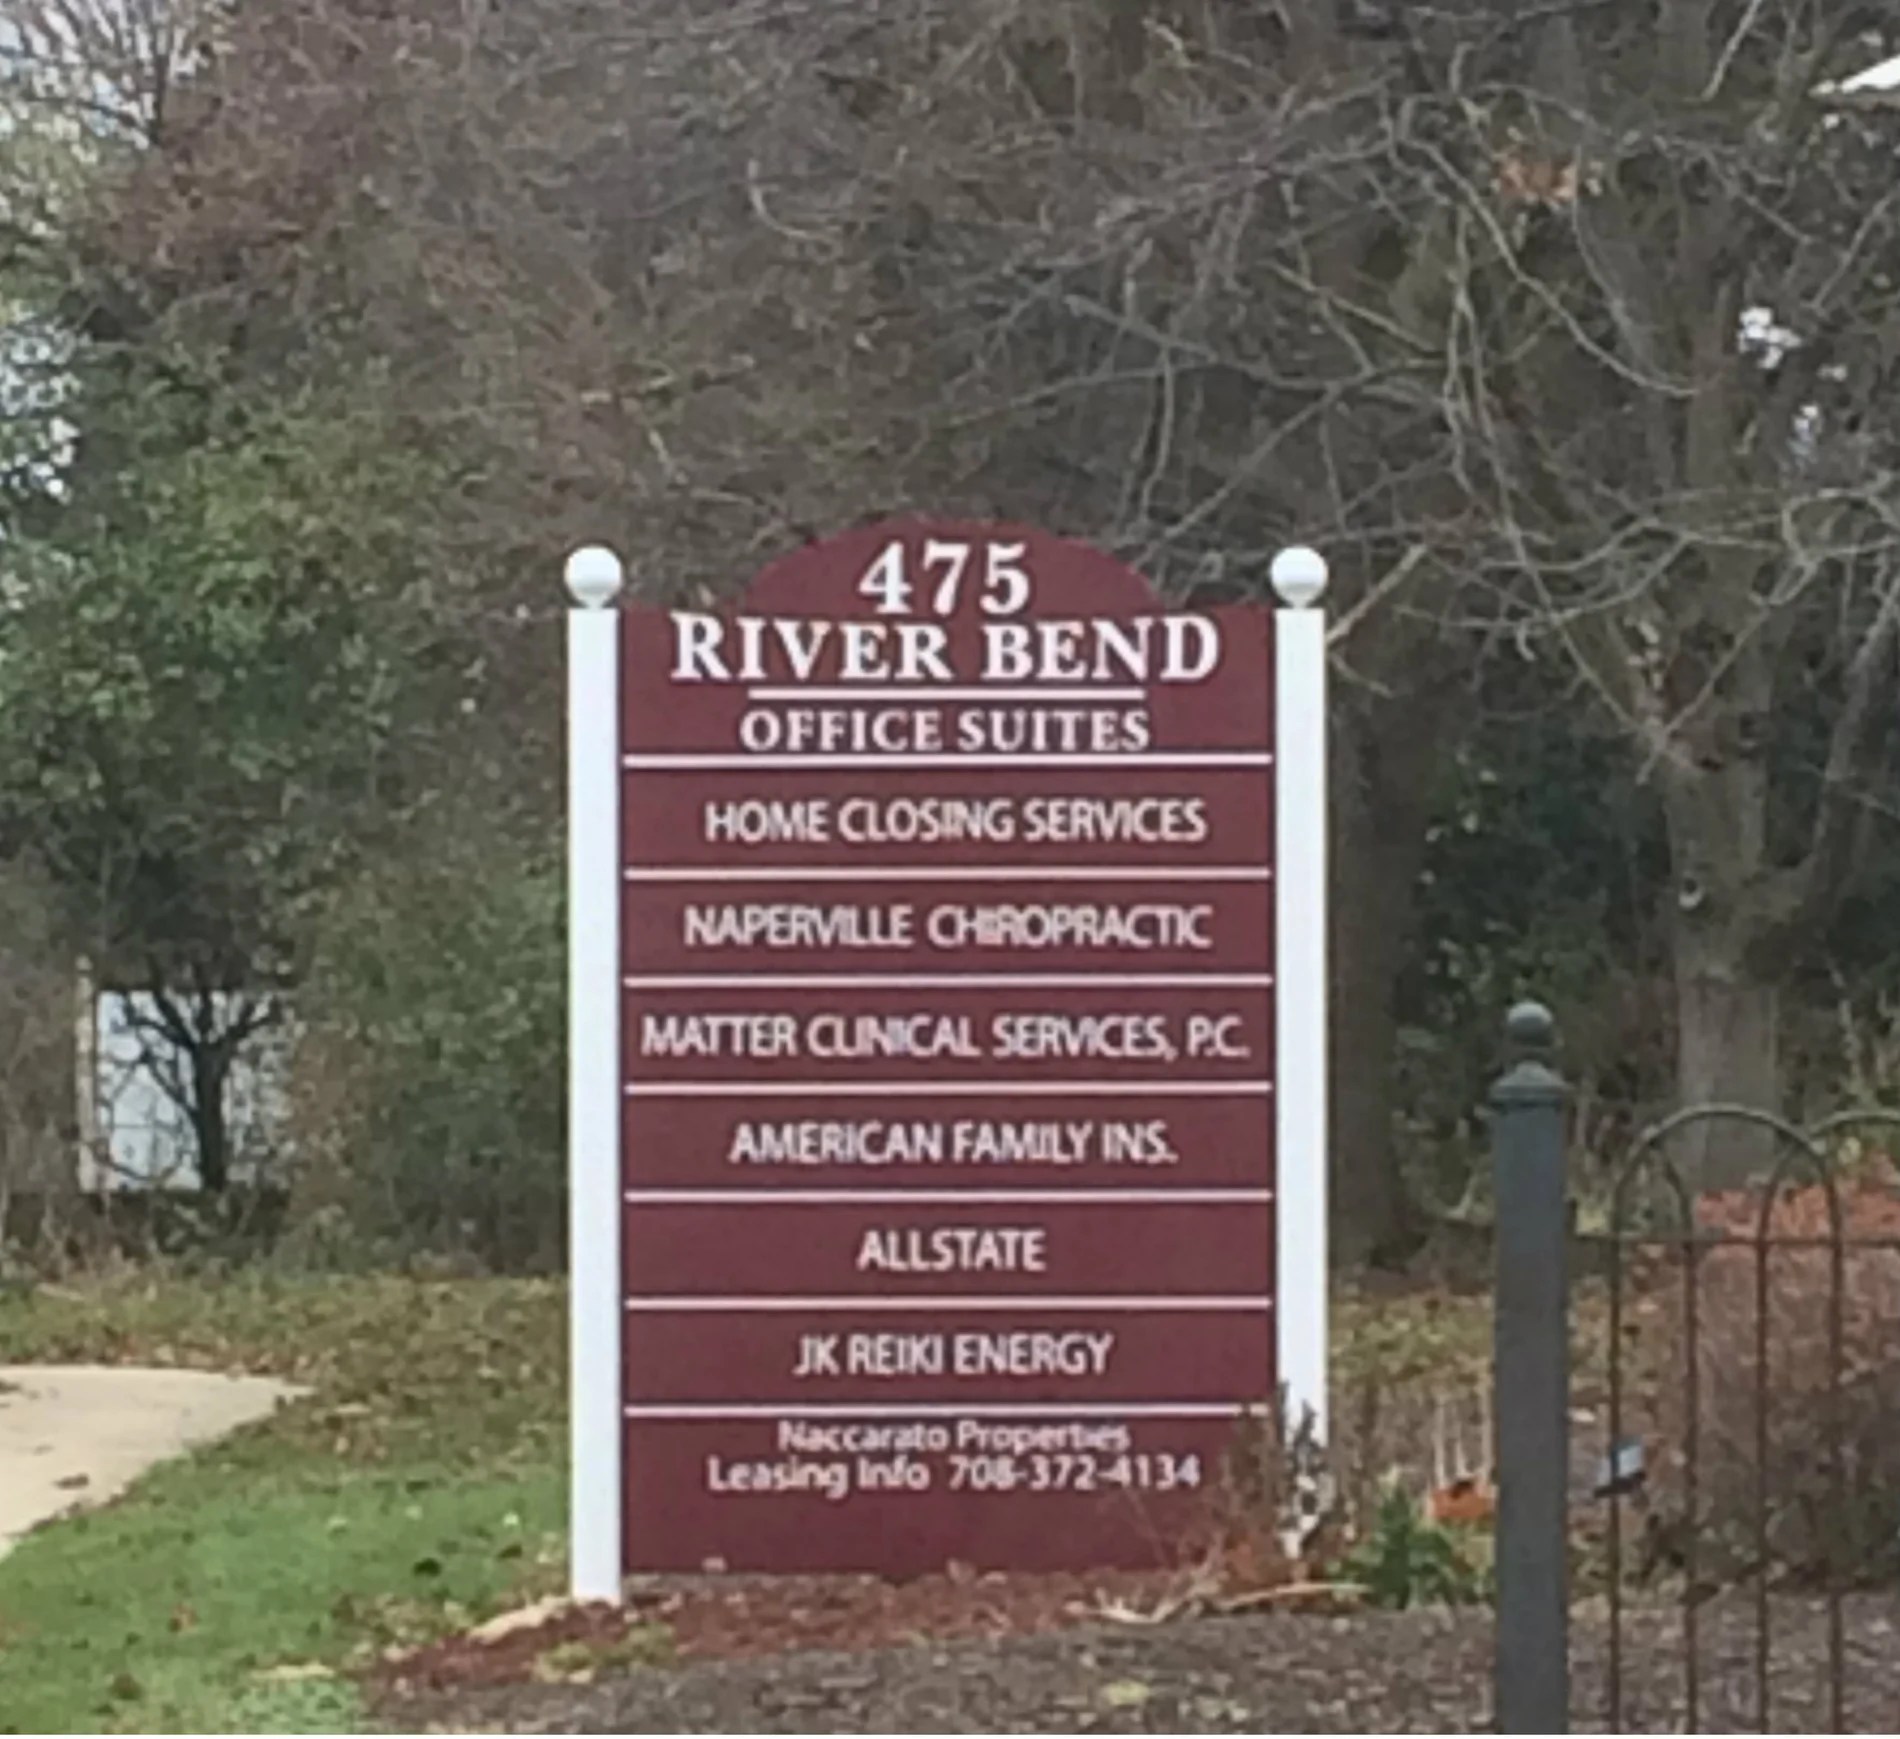 475
RIVER BEND
OFFICE SUITES
HOME CLOSING SERVICES
NAPERVILLE CHIROPRACTIC
MATTER CLINICAL SERVICES, P.C.
AMERICAN FAMILY INS.
ALLSTATE
JK REIKI ENERGY
Naccarato Properties
Leasing Info 708-372-4134